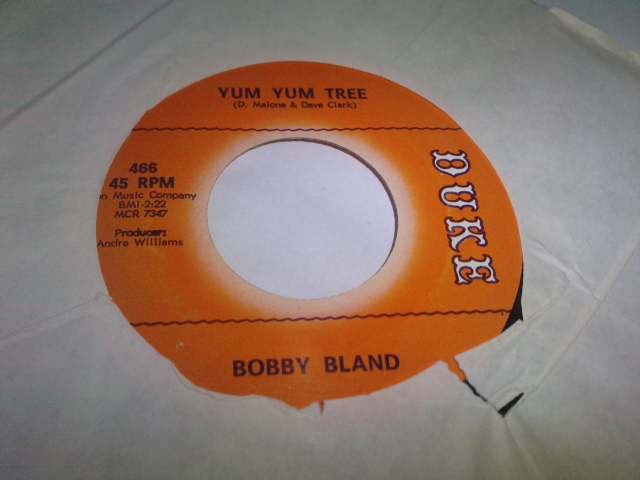 YUM YUM TREE
(D. Malone & Dave Clark)
466
45 RPM
n Music Company
BMI-2:22
MCR 7347
Producer:
Andre Williams
DUKE
BOBBY BLAND